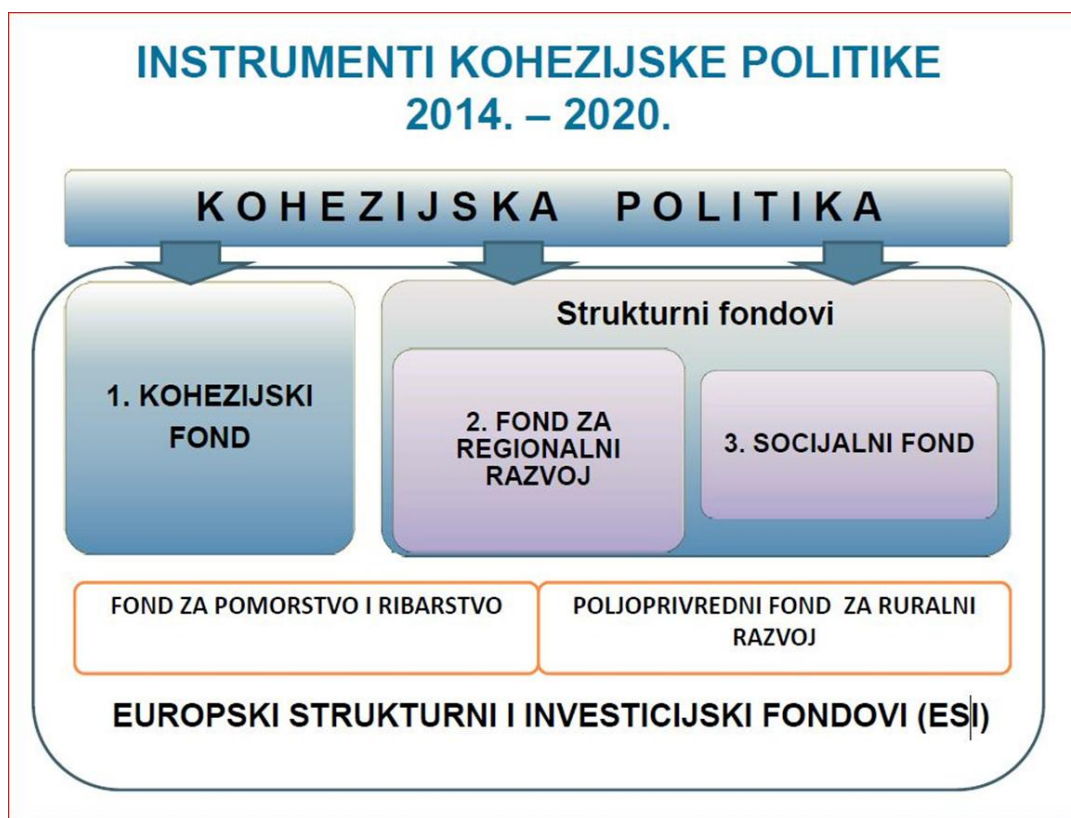 INSTRUMENTI KOHEZIJSKE POLITIKE
2014. – 2020.
KOHEZIJSKA POLITIKA
1. KOHEZIJSKI
FOND
Strukturni fondovi
2. FOND ZA
REGIONALNI
RAZVOJ
3. SOCIJALNI FOND
FOND ZA POMORSTVO I RIBARSTVO
POLJOPRIVREDNI FOND ZA RURALNI
RAZVOJ
EUROPSKI STRUKTURNI I INVESTICIJSKI FONDOVI (ESI)